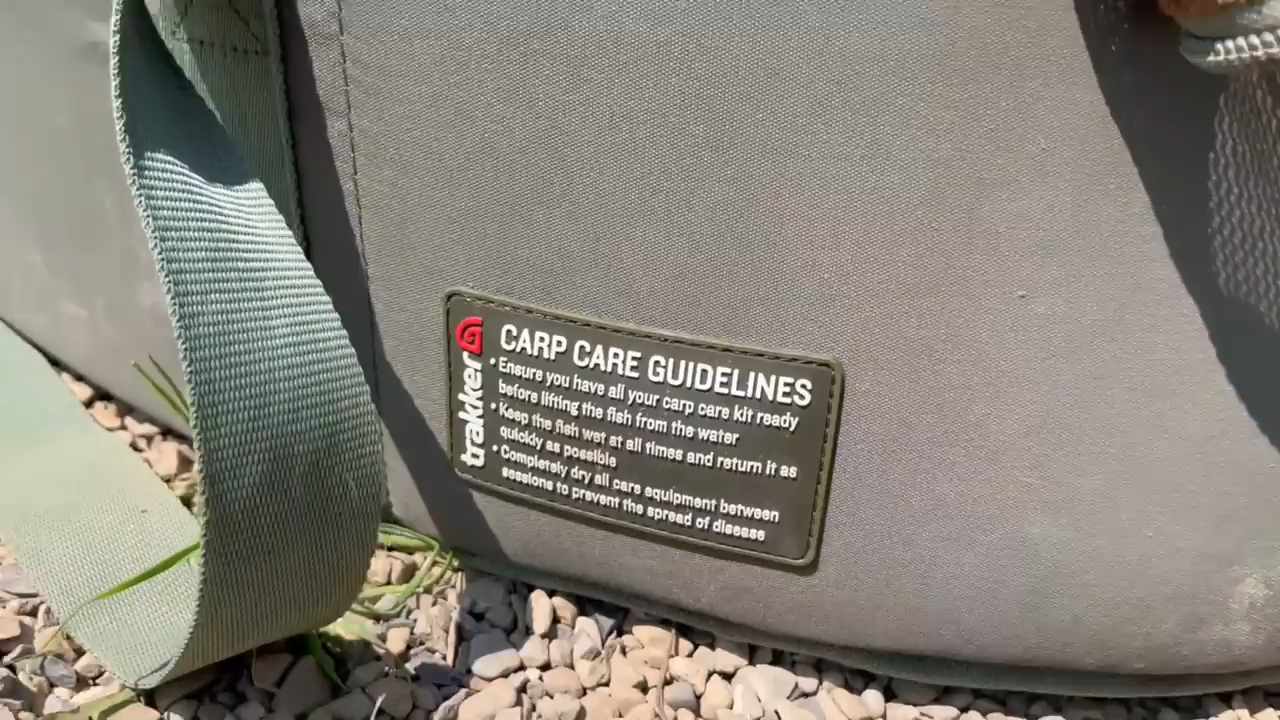 trakker
CARP CARE GUIDELINES
• Ensure you have all your carp care kit ready
before lifting the fish from the water
• Keep the fish wet at all times and return it as
quickly as possible
• Completely dry all care equipment between
sessions to prevent the spread of disease